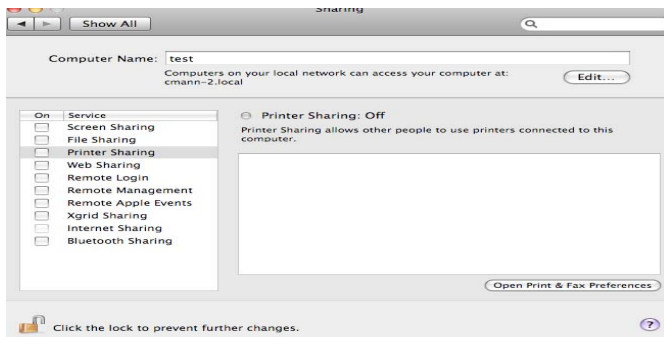 Sharing
Show All
Computer Name: test
Computers on your local network can access your computer at:
cmann-2.local
Edit...
On Service
Screen Sharing
File Sharing
Printer Sharing
Web Sharing
Remote Login
Remote Management
Remote Apple Events
Xgrid Sharing
Internet Sharing
Bluetooth Sharing
Printer Sharing: Off
Printer Sharing allows other people to use printers connected to this
computer.
Open Print & Fax Preferences
Click the lock to prevent further changes.
?